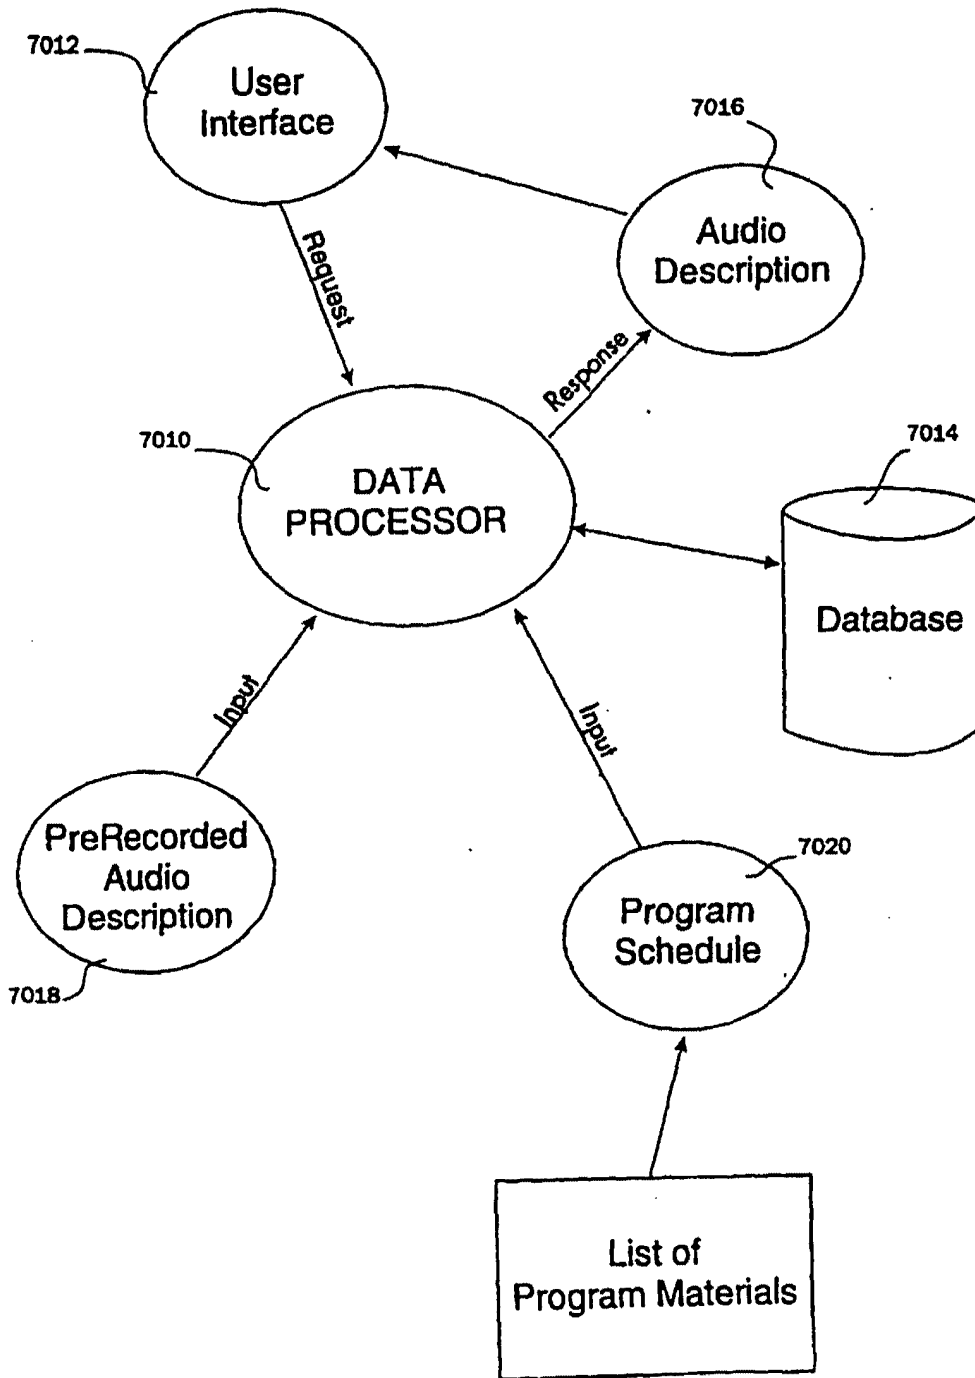 7012
User
Interface
7016
Audio
Description
Request
Response
7010
DATA
PROCESSOR
7014
Database
Input
Input
PreRecorded
Audio
Description
7018
7020
Program
Schedule
List of
Program Materials